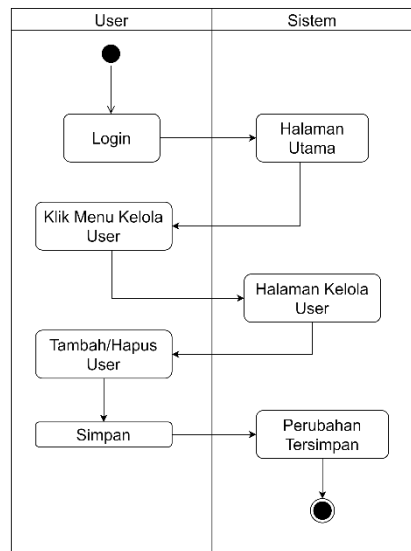 User
Sistem
Login
Halaman
Utama
Klik Menu Kelola
User
Halaman Kelola
User
Tambah/Hapus
User
Simpan
Perubahan
Tersimpan